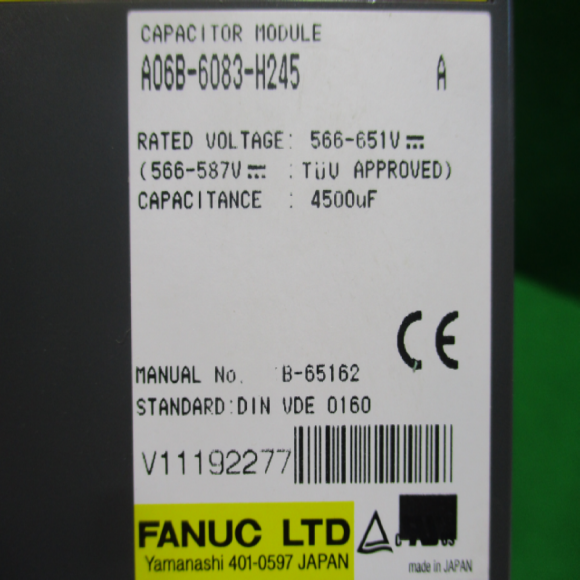 CAPACITOR MODULE
A06B-6083-H245 A
RATED VOLTAGE: 566-651V
(566-587V : TÜV APPROVED)
CAPACITANCE : 4500uF
CE
MANUAL No. B-65162
STANDARD:DIN VDE 0160
V11192277
FANUC LTD
Yamanashi 401-0597 JAPAN
made in JAPAN